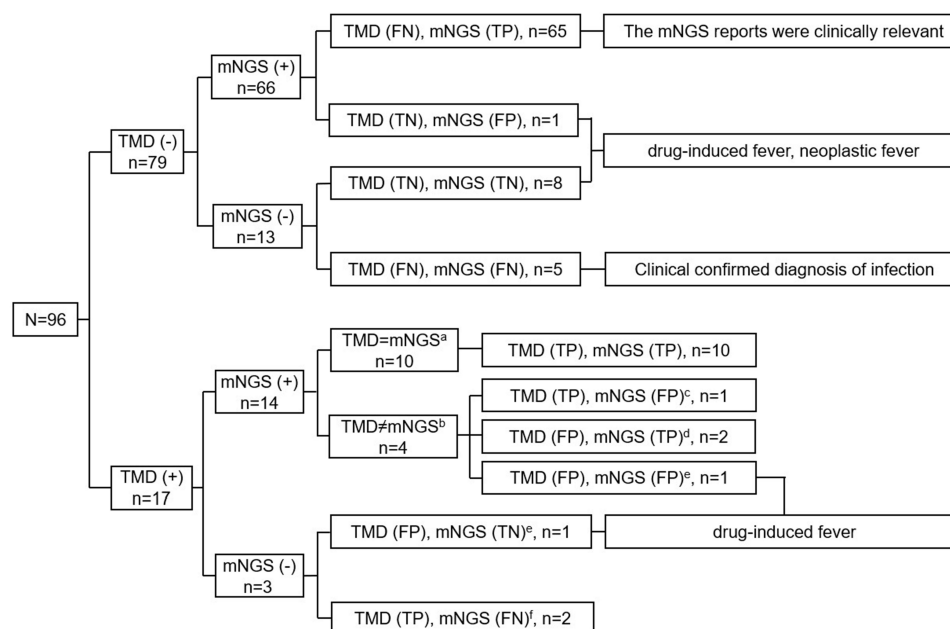 TMD (FN), mNGS (TP), n=65
The mNGS reports were clinically relevant
mNGS (+)
n=66
TMD (TN), mNGS (FP), n=1
TMD (-)
n=79
drug-induced fever, neoplastic fever
TMD (TN), mNGS (TN), n=8
mNGS (-)
n=13
TMD (FN), mNGS (FN), n=5
Clinical confirmed diagnosis of infection
N=96
TMD=mNGSᵃ
n=10
TMD (TP), mNGS (TP), n=10
mNGS (+)
n=14
TMD (TP), mNGS (FP)ᶜ, n=1
TMD≠mNGSᵇ
n=4
TMD (FP), mNGS (TP)ᵈ, n=2
TMD (FP), mNGS (FP)ᵉ, n=1
TMD (+)
n=17
TMD (FP), mNGS (TN)ᵉ, n=1
drug-induced fever
mNGS (-)
n=3
TMD (TP), mNGS (FN)ᶠ, n=2